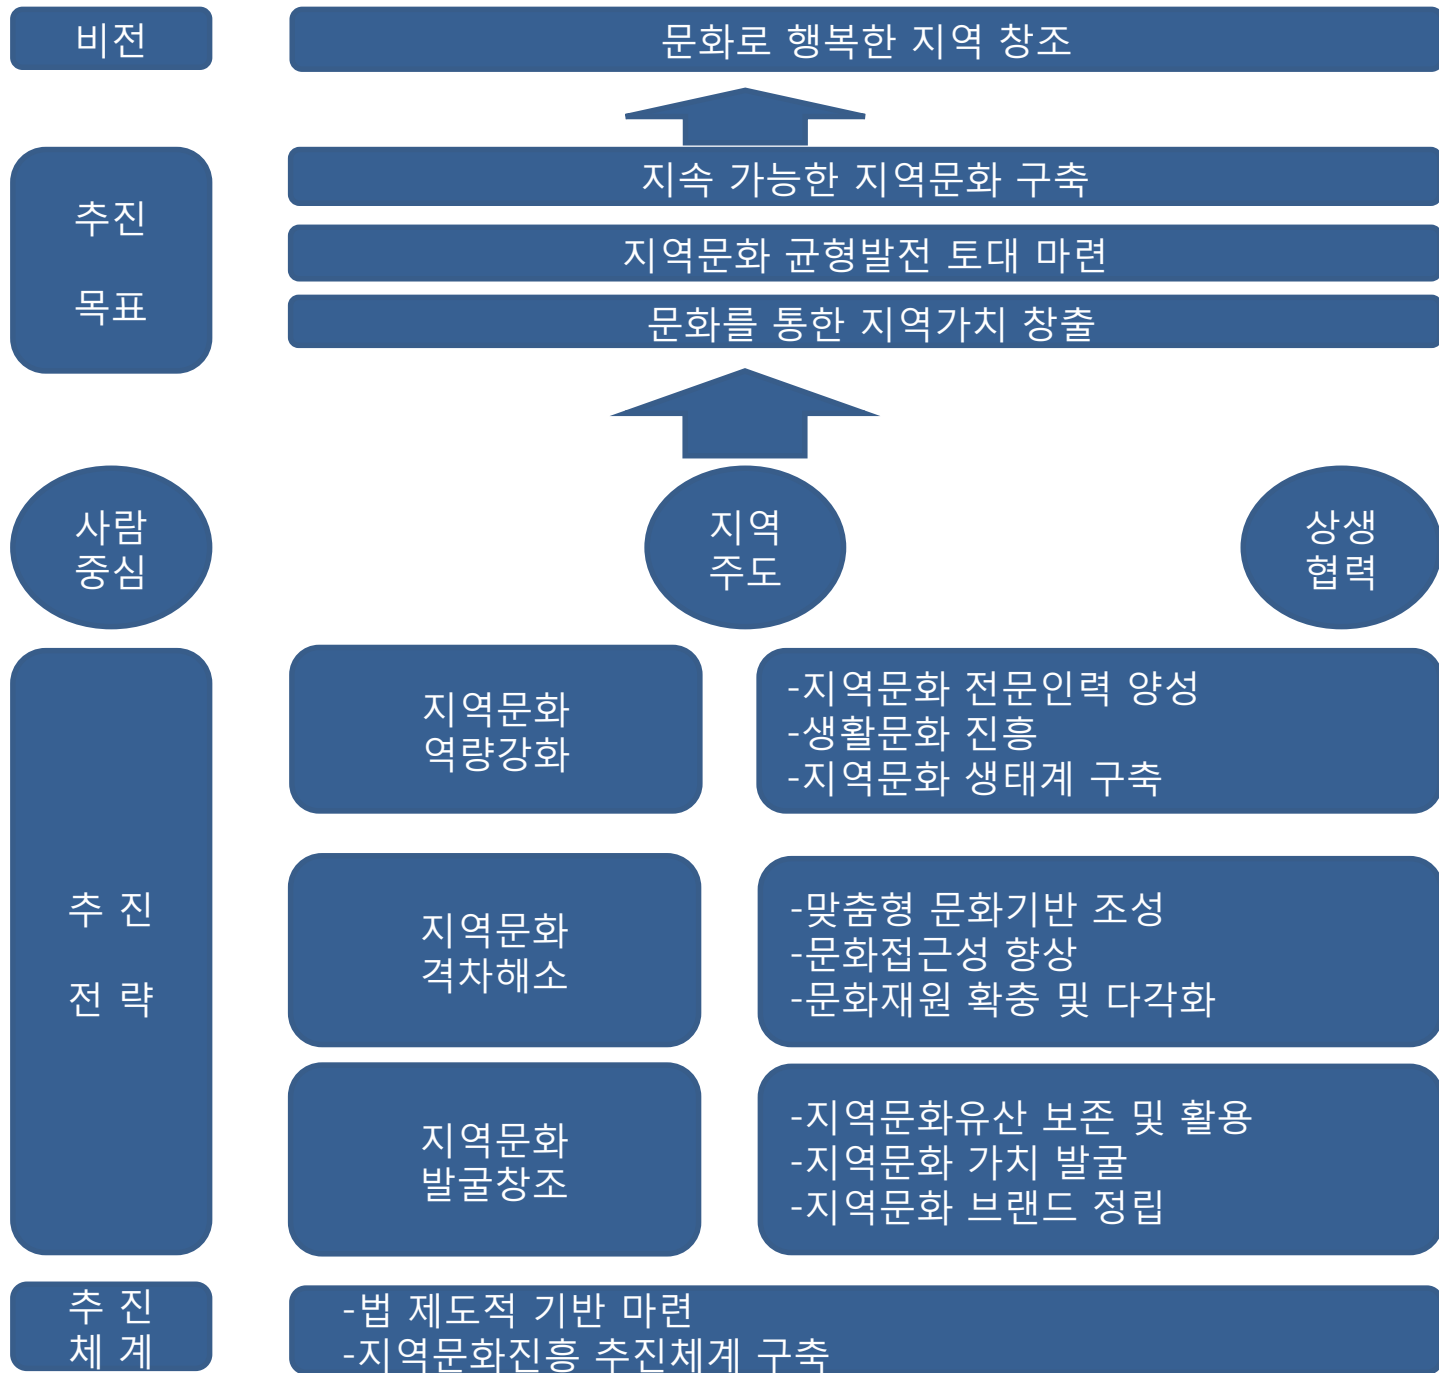 비전
문화로 행복한 지역 창조
추진
목표
지속 가능한 지역문화 구축
지역문화 균형발전 토대 마련
문화를 통한 지역가치 창출
사람
중심
지역
주도
상생
협력
추 진
전 략
지역문화
역량강화
-지역문화 전문인력 양성
-생활문화 진흥
-지역문화 생태계 구축
지역문화
격차해소
-맞춤형 문화기반 조성
-문화접근성 향상
-문화재원 확충 및 다각화
지역문화
발굴창조
-지역문화유산 보존 및 활용
-지역문화 가치 발굴
-지역문화 브랜드 정립
추 진
체 계
-법 제도적 기반 마련
-지역문화진흥 추진체계 구축